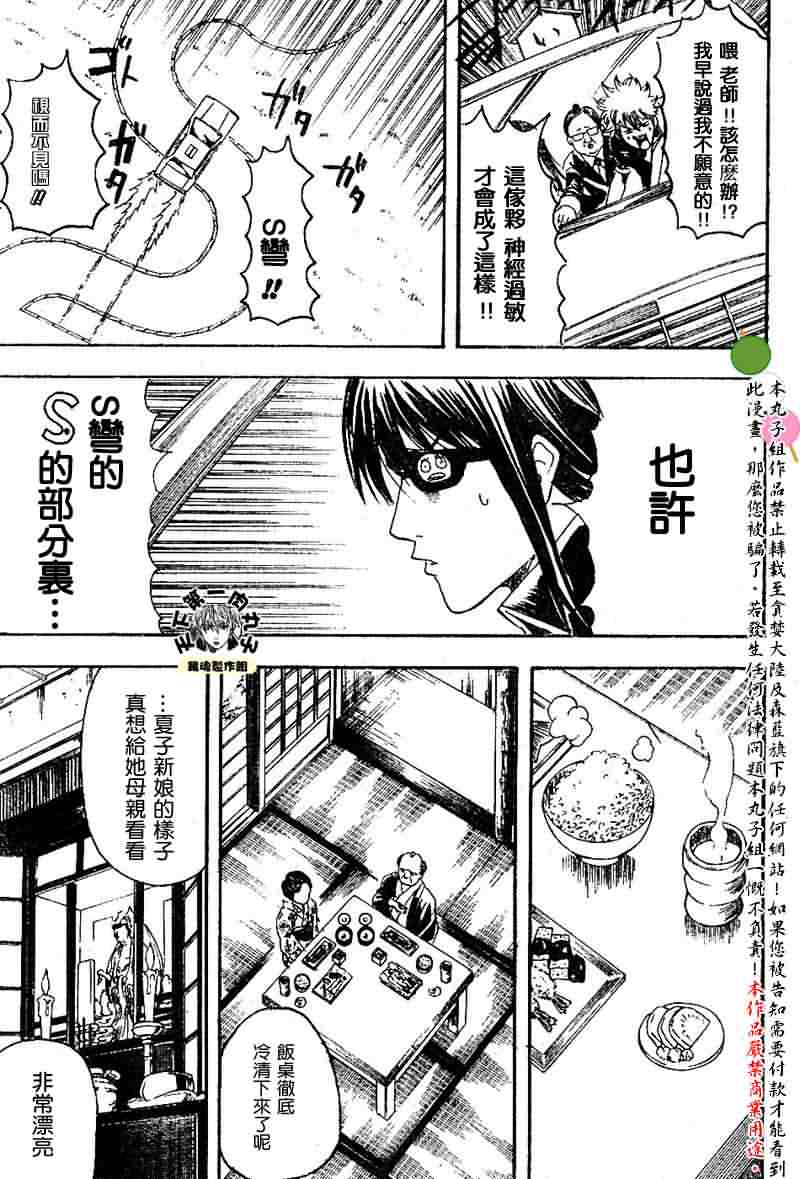 喂 老師!! 該怎麼辦!?
我早說過我不願意的!!
這傢夥 神經過敏
才會成了這樣!!
ゴト
ガタ
ガタ
S彎!!
視而不見嗎!!
也許
S彎的
S的部分裏…
天下第一肉丸子
飯桌徹底
冷清下來了呢
…夏子新娘的樣子
真想給她母親看看
非常漂亮
本丸子組作品禁止轉載至貪婪大陸及森藍旗下的任何網站!如果您被告知需要付款才能看到
此漫畫,那麼您被騙了.若發生任何法律問題本丸子組一慨不負責!本作品嚴禁商業用途.